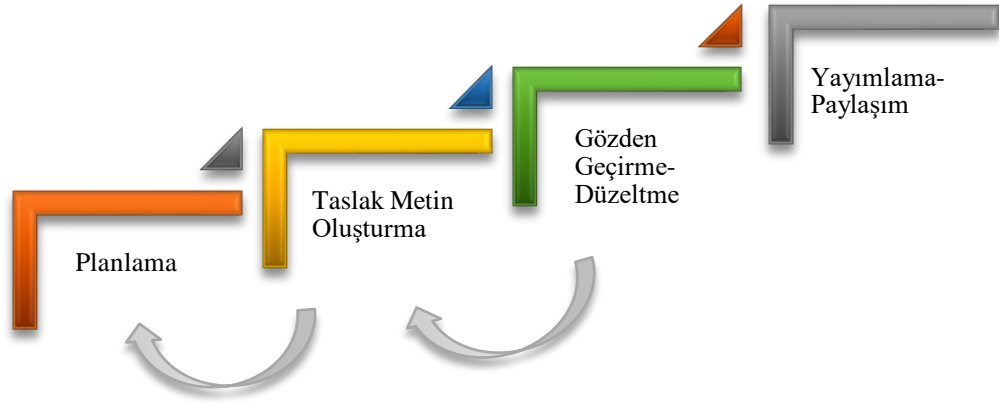 Planlama
Taslak Metin
Oluşturma
Gözden
Geçirme-
Düzeltme
Yayımlama-
Paylaşım